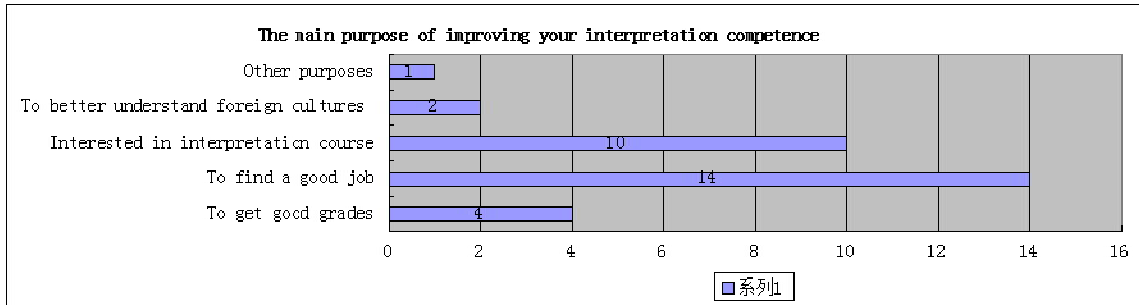 The main purpose of improving your interpretation competence
Other purposes 1
To better understand foreign cultures 2
Interested in interpretation course 10
To find a good job 14
To get good grades 4
0 2 4 6 8 10 12 14 16
系列1